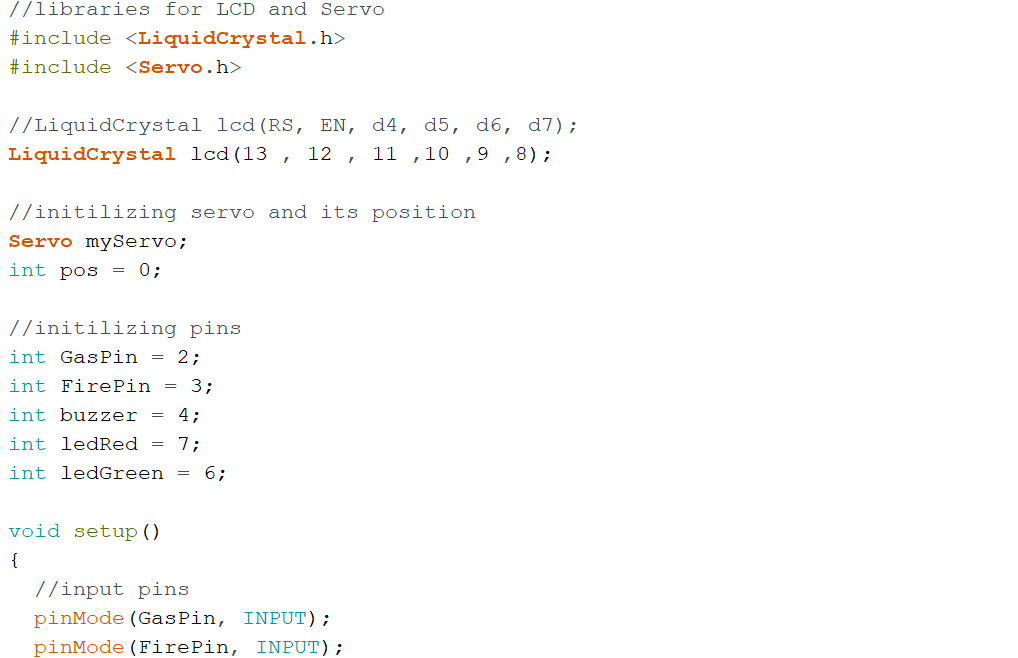 //libraries for LCD and Servo
#include <LiquidCrystal.h>
#include <Servo.h>
//LiquidCrystal lcd(RS, EN, d4, d5, d6, d7);
LiquidCrystal lcd(13 , 12 , 11 ,10 ,9 ,8);
//initilizing servo and its position
Servo myServo;
int pos = 0;
//initilizing pins
int GasPin = 2;
int FirePin = 3;
int buzzer = 4;
int ledRed = 7;
int ledGreen = 6;
void setup()
{
//input pins
pinMode(GasPin, INPUT);
pinMode(FirePin, INPUT);